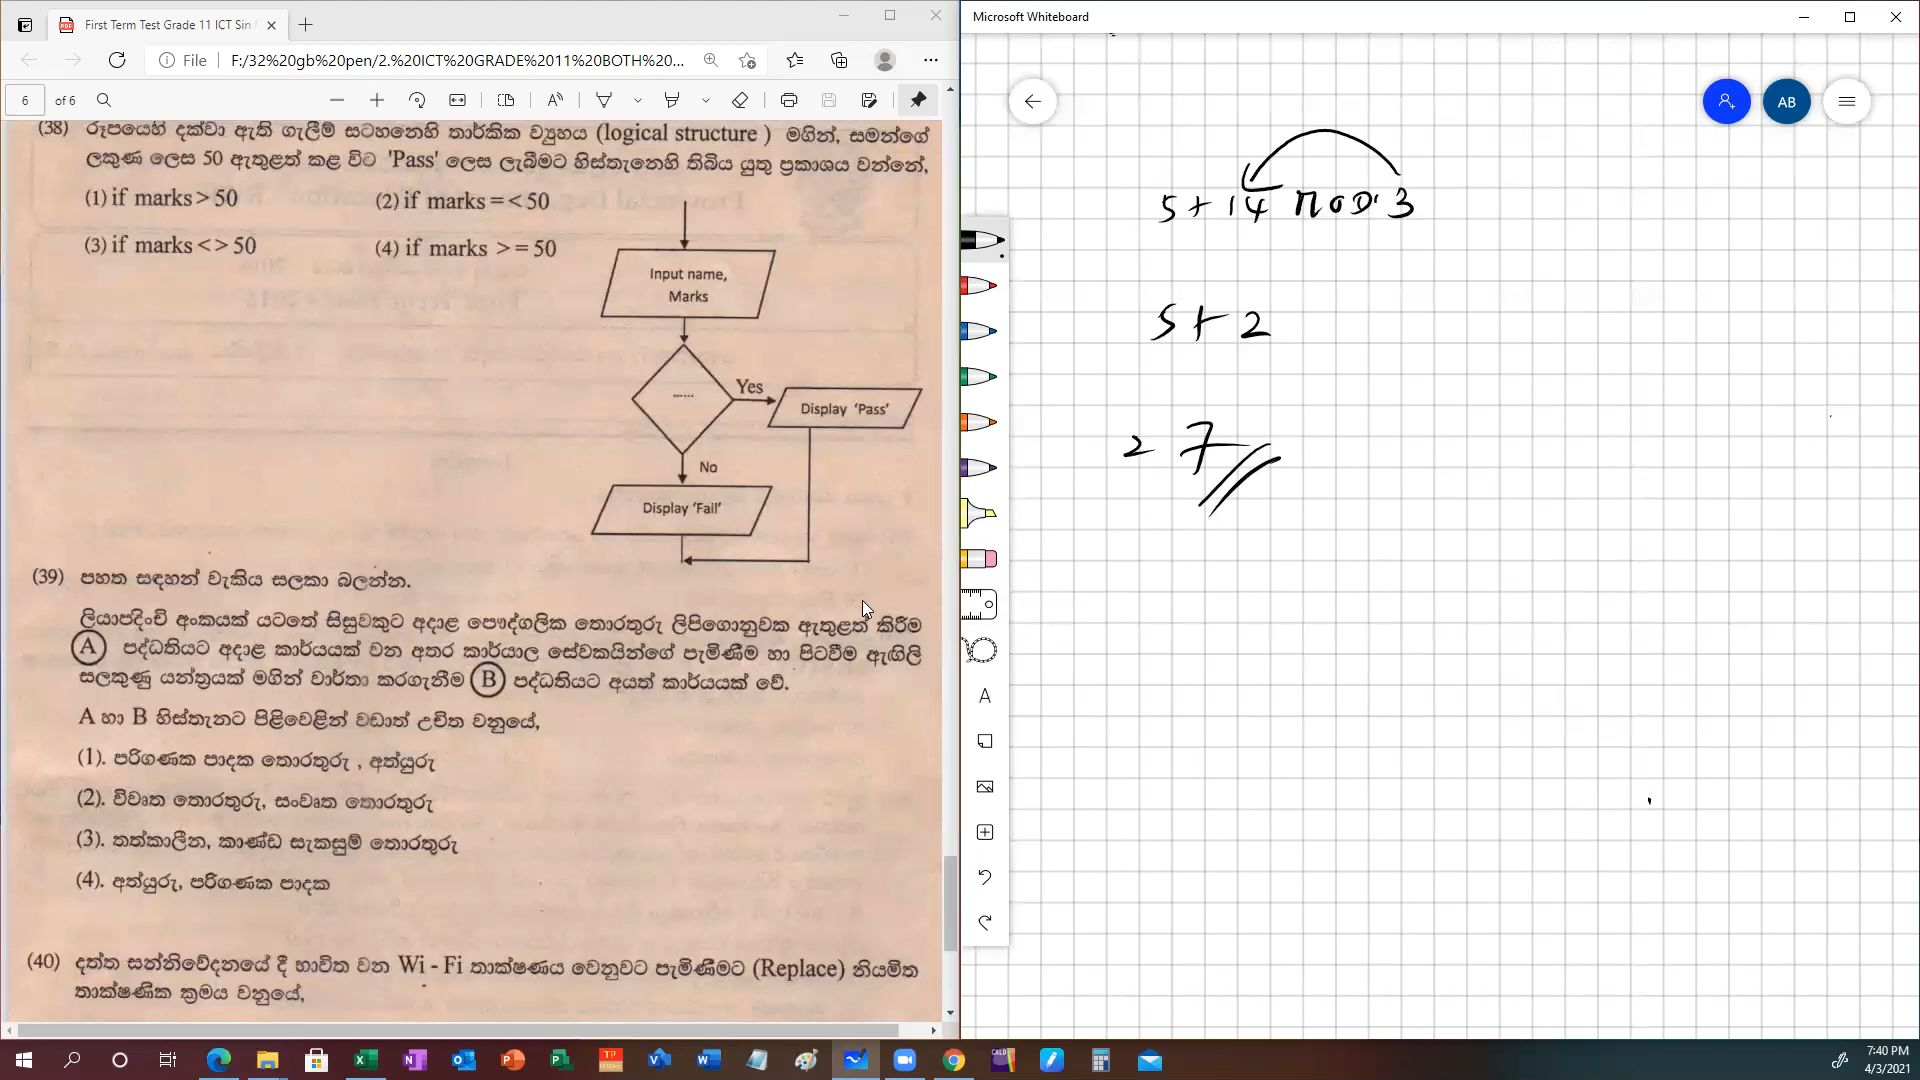 First Term Test Grade 11 ICT Sin
File
F:/32%20gb%20pen/2.%20ICT%20GRADE%2011%20BOTH%20...
6 of 6
(38) රූපයෙහි දක්වා ඇති ගැලීම් සටහනෙහි තාර්කික ව්‍යුහය (logical structure ) මගින්, සමන්ගේ
ලකුණ ලෙස 50 ඇතුළත් කළ විට 'Pass' ලෙස ලැබීමට හිස්තැනෙහි තිබිය යුතු ප්‍රකාශය වන්නේ,
(1) if marks > 50 (2) if marks = < 50
(3) if marks < > 50 (4) if marks > = 50
Input name,
Marks
......
Yes
Display 'Pass'
No
Display 'Fail'
(39) පහත සඳහන් වැකිය සලකා බලන්න.
ලියාපදිංචි අංකයක් යටතේ සිසුවකුට අදාළ පෞද්ගලික තොරතුරු ලිපිගොනුවක ඇතුළත් කිරීම
A පද්ධතියට අදාළ කාර්යයක් වන අතර කාර්යාල සේවකයින්ගේ පැමිණීම හා පිටවීම ඇඟිලි
සලකුණු යන්ත්‍රයක් මගින් වාර්තා කරගැනීම B පද්ධතියට අයත් කාර්යයක් වේ.
A හා B හිස්තැනට පිළිවෙළින් වඩාත් උචිත වනුයේ,
(1). පරිගණක පාදක තොරතුරු , අත්යුරු
(2). විවෘත තොරතුරු, සංවෘත තොරතුරු
(3). තත්කාලීන, කාණ්ඩ සැකසුම් තොරතුරු
(4). අත්යුරු, පරිගණක පාදක
(40) දත්ත සන්නිවේදනයේ දී භාවිත වන Wi - Fi තාක්ෂණය වෙනුවට පැමිණීමට (Replace) නියමිත
තාක්ෂණික ක්‍රමය වනුයේ,
Microsoft Whiteboard
AB
5 + 14 MOD 3
5 + 2
2 7
A
7:40 PM
4/3/2021